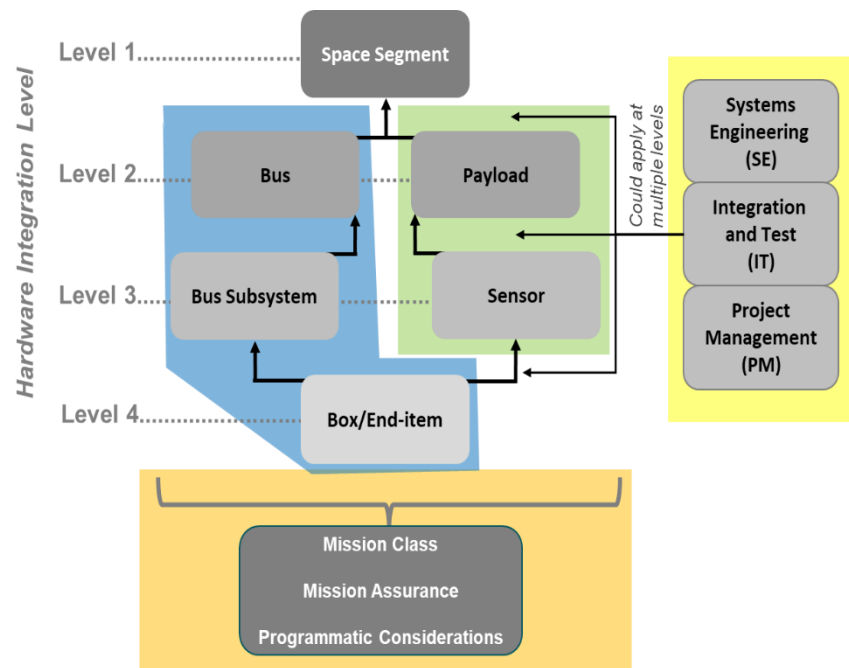 Hardware Integration Level
Level 1
Space Segment
Level 2
Bus
Payload
Level 3
Bus Subsystem
Sensor
Level 4
Box/End-item
Could apply at
multiple levels
Systems
Engineering
(SE)
Integration
and Test
(IT)
Project
Management
(PM)
Mission Class
Mission Assurance
Programmatic Considerations